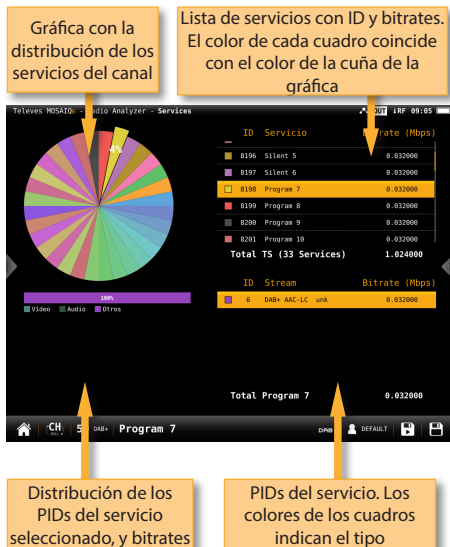 Gráfica con la
distribución de los
servicios del canal
Lista de servicios con ID y bitrates.
El color de cada cuadro coincide
con el color de la cuña de la
gráfica
Televes MOSAIQ - Radio Analyzer - Services
OUT RF 09:05
4%
ID Servicio Bitrate (Mbps)
8196 Silent 5 0.032000
8197 Silent 6 0.032000
8198 Program 7 0.032000
8199 Program 8 0.032000
8200 Program 9 0.032000
8201 Program 10 0.032000
Total TS (33 Services) 1.024000
100%
Video Audio Otros
ID Stream Bitrate (Mbps)
6 DAB+ AAC-LC unk 0.032000
Total Program 7 0.032000
CH 5 DAB+ Program 7 DAB DEFAULT
Distribución de los
PIDs del servicio
seleccionado, y bitrates
PIDs del servicio. Los
colores de los cuadros
indican el tipo